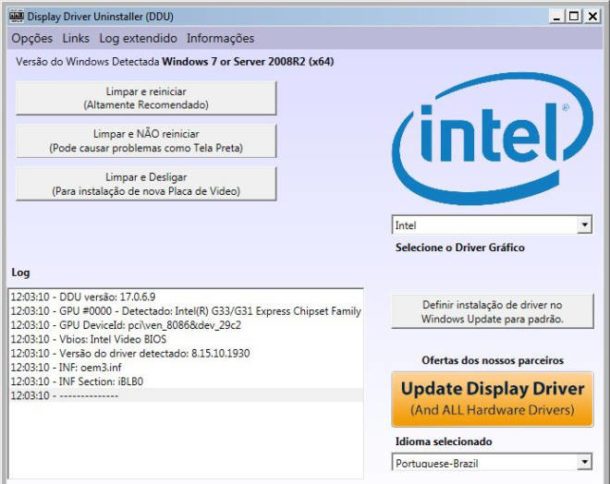 Display Driver Uninstaller (DDU)
Opções Links Log extendido Informações
Versão do Windows Detectada Windows 7 or Server 2008R2 (x64)
Limpar e reiniciar
(Altamente Recomendado)
Limpar e NÃO reiniciar
(Pode causar problemas como Tela Preta)
Limpar e Desligar
(Para instalação de nova Placa de Video)
intel®
Intel
Selecione o Driver Gráfico
Log
12:03:10 - DDU versão: 17.0.6.9
12:03:10 - GPU #0000 - Detectado: Intel(R) G33/G31 Express Chipset Family
12:03:10 - GPU DeviceId: pci\ven_8086&dev_29c2
12:03:10 - Vbios: Intel Video BIOS
12:03:10 - Versão do driver detectado: 8.15.10.1930
12:03:10 - INF: oem3.inf
12:03:10 - INF Section: iBLB0
12:03:10 - --------------
Definir instalação de driver no
Windows Update para padrão.
Ofertas dos nossos parceiros
Update Display Driver
(And ALL Hardware Drivers)
Idioma selecionado
Portuguese-Brazil